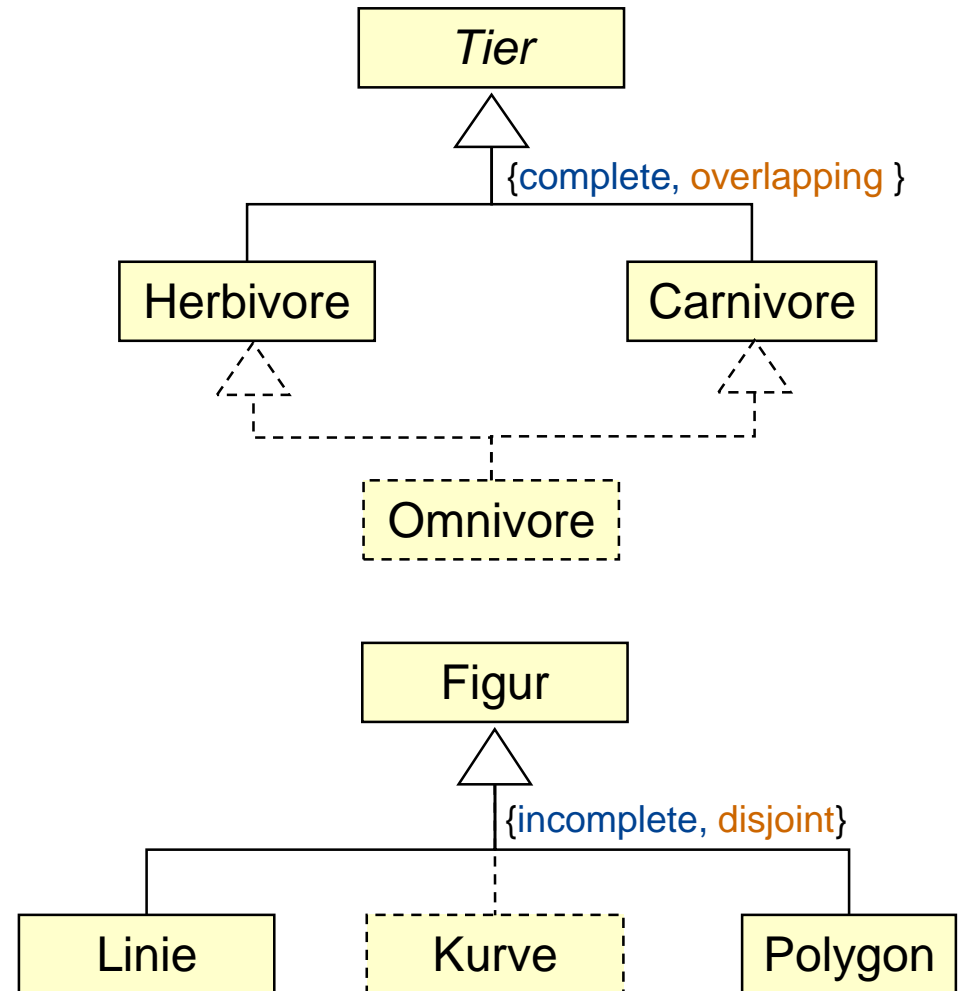 Tier
{complete, overlapping }
Herbivore Carnivore
Omnivore
Figur
{incomplete, disjoint}
Linie Kurve Polygon